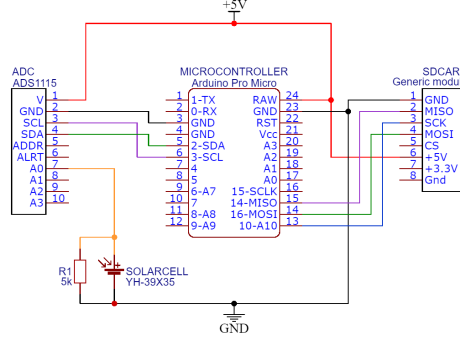 +5V
ADC
ADS1115
V 1
GND 2
SCL 3
SDA 4
ADDR 5
ALRT 6
A0 7
A1 8
A2 9
A3 10
MICROCONTROLLER
Arduino Pro Micro
1 1-TX RAW 24
2 0-RX GND 23
3 GND RST 22
4 GND Vcc 21
5 2-SDA A3 20
6 3-SCL A2 19
7 4 A1 18
8 5 A0 17
9 6-A7 15-SCLK 16
10 7 14-MISO 15
11 8-A8 16-MOSI 14
12 9-A9 10-A10 13
SDCAR
Generic modu
1 GND
2 MISO
3 SCK
4 MOSI
5 CS
6 +5V
7 +3.3V
8 Gnd
R1
5k
+
SOLARCELL
YH-39X35
GND